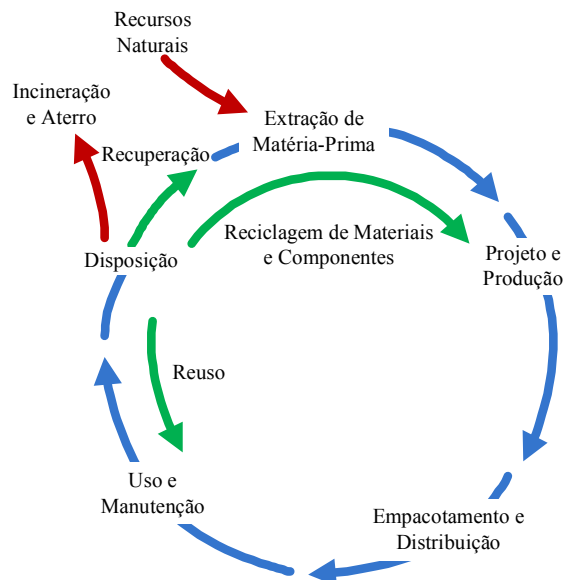 Recursos
Naturais
Incineração
e Aterro
Extração de
Matéria-Prima
Recuperação
Reciclagem de Materiais
e Componentes
Disposição
Projeto e
Produção
Reuso
Uso e
Manutenção
Empacotamento e
Distribuição